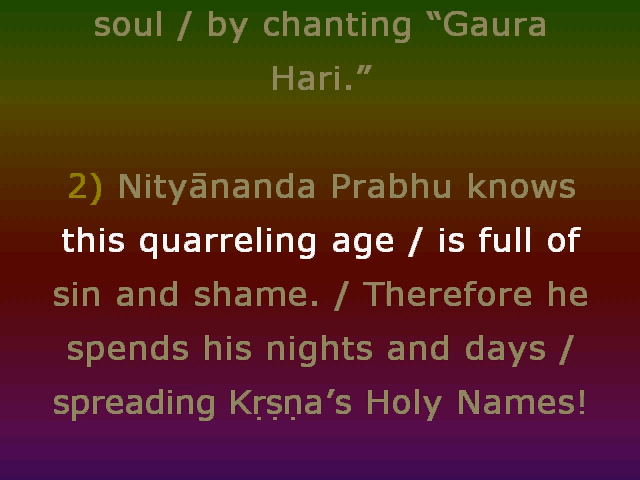 soul / by chanting “Gaura
Hari.”
2) Nityānanda Prabhu knows
this quarreling age / is full of
sin and shame. / Therefore he
spends his nights and days /
spreading Kṛṣṇa’s Holy Names!